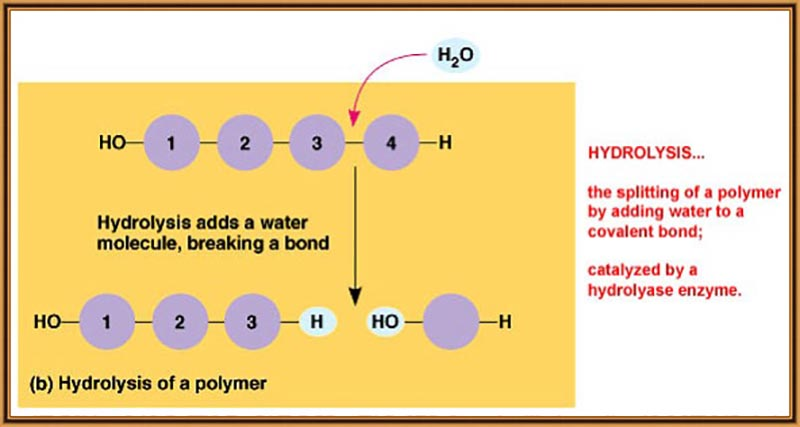 H₂O
HO 1 2 3 4 H
HYDROLYSIS...
the splitting of a polymer
by adding water to a
covalent bond;
catalyzed by a
hydrolyase enzyme.
Hydrolysis adds a water
molecule, breaking a bond
HO 1 2 3 H HO H
(b) Hydrolysis of a polymer